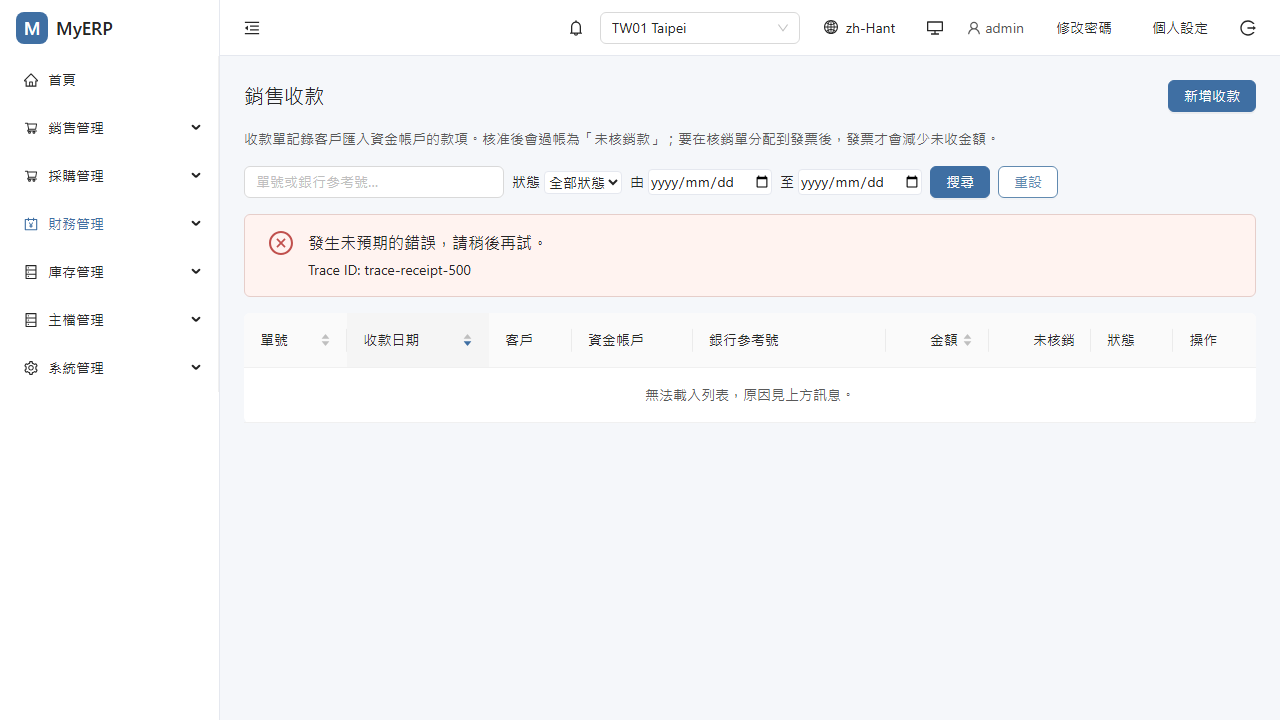 M MyERP
TW01 Taipei
zh-Hant
admin
修改密碼
個人設定
首頁
銷售管理
採購管理
財務管理
庫存管理
主檔管理
系統管理
銷售收款
新增收款
收款單記錄客戶匯入資金帳戶的款項。核准後會過帳為「未核銷款」；要在核銷單分配到發票後，發票才會減少未收金額。
單號或銀行參考號... 狀態 全部狀態 由 yyyy/mm/dd 至 yyyy/mm/dd 搜尋 重設
發生未預期的錯誤，請稍後再試。
Trace ID: trace-receipt-500
單號 收款日期 客戶 資金帳戶 銀行參考號 金額 未核銷 狀態 操作
無法載入列表，原因見上方訊息。